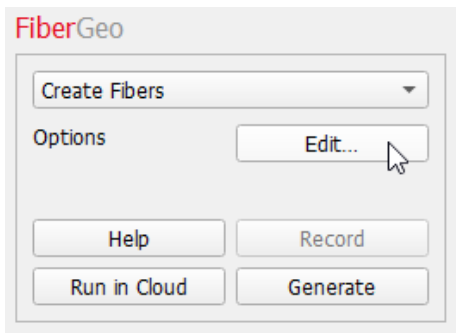 FiberGeo
Create Fibers
Options Edit...
Help Record
Run in Cloud Generate